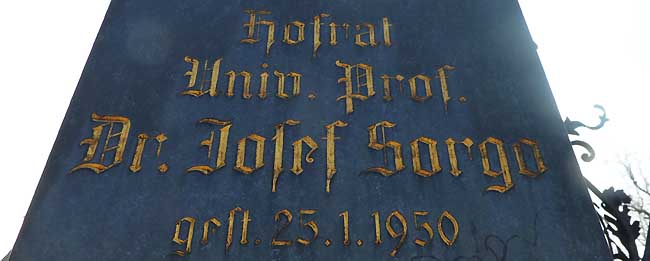 Hofrat
Univ. Prof.
Dr. Josef Sorgo
gest. 25.1.1950